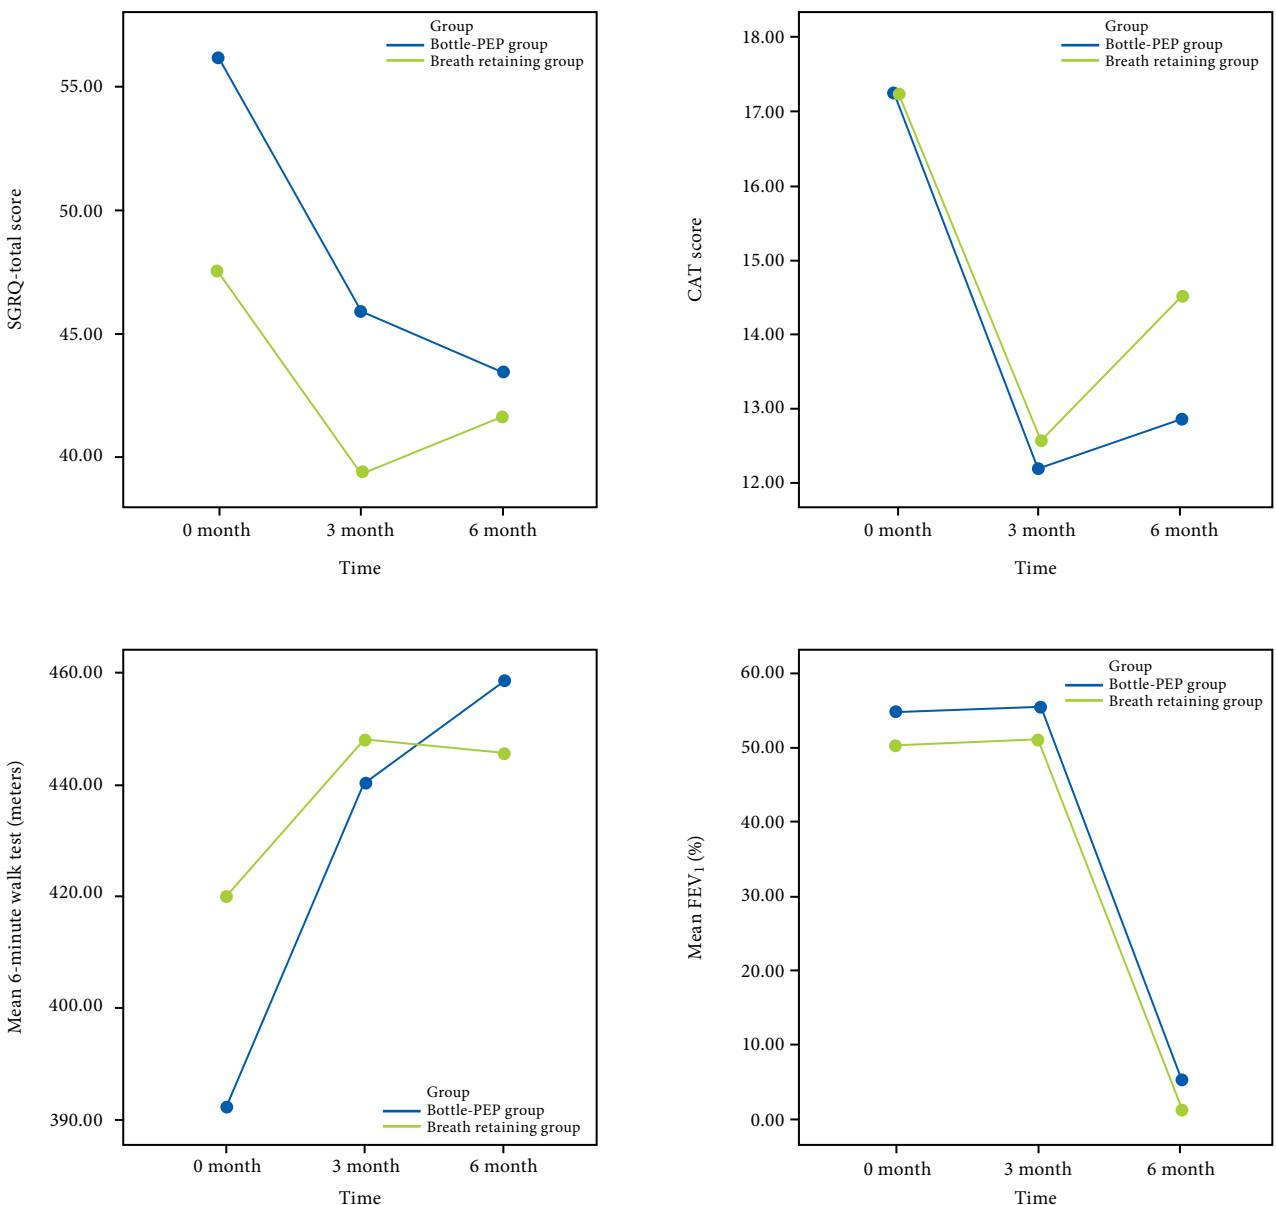 Group
Bottle-PEP group
Breath retaining group
55.00
50.00
45.00
40.00
SGRQ-total score
0 month
3 month
6 month
Time
Group
Bottle-PEP group
Breath retaining group
18.00
17.00
16.00
15.00
14.00
13.00
12.00
CAT score
0 month
3 month
6 month
Time
460.00
440.00
420.00
400.00
390.00
Mean 6-minute walk test (meters)
Group
Bottle-PEP group
Breath retaining group
0 month
3 month
6 month
Time
Group
Bottle-PEP group
Breath retaining group
60.00
50.00
40.00
30.00
20.00
10.00
0.00
Mean FEV1 (%)
0 month
3 month
6 month
Time